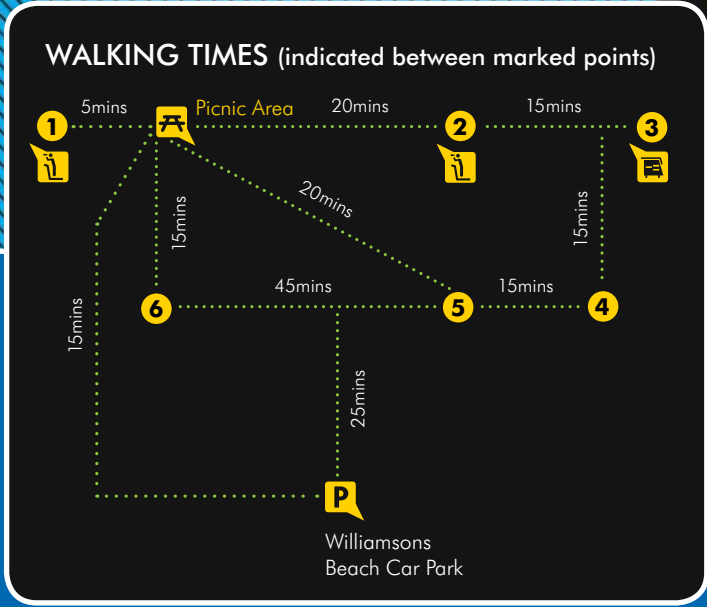 WALKING TIMES (indicated between marked points)
5mins
Picnic Area
20mins
15mins
1
2
3
20mins
15mins
15mins
15mins
45mins
15mins
6
5
4
25mins
P
Williamsons
Beach Car Park